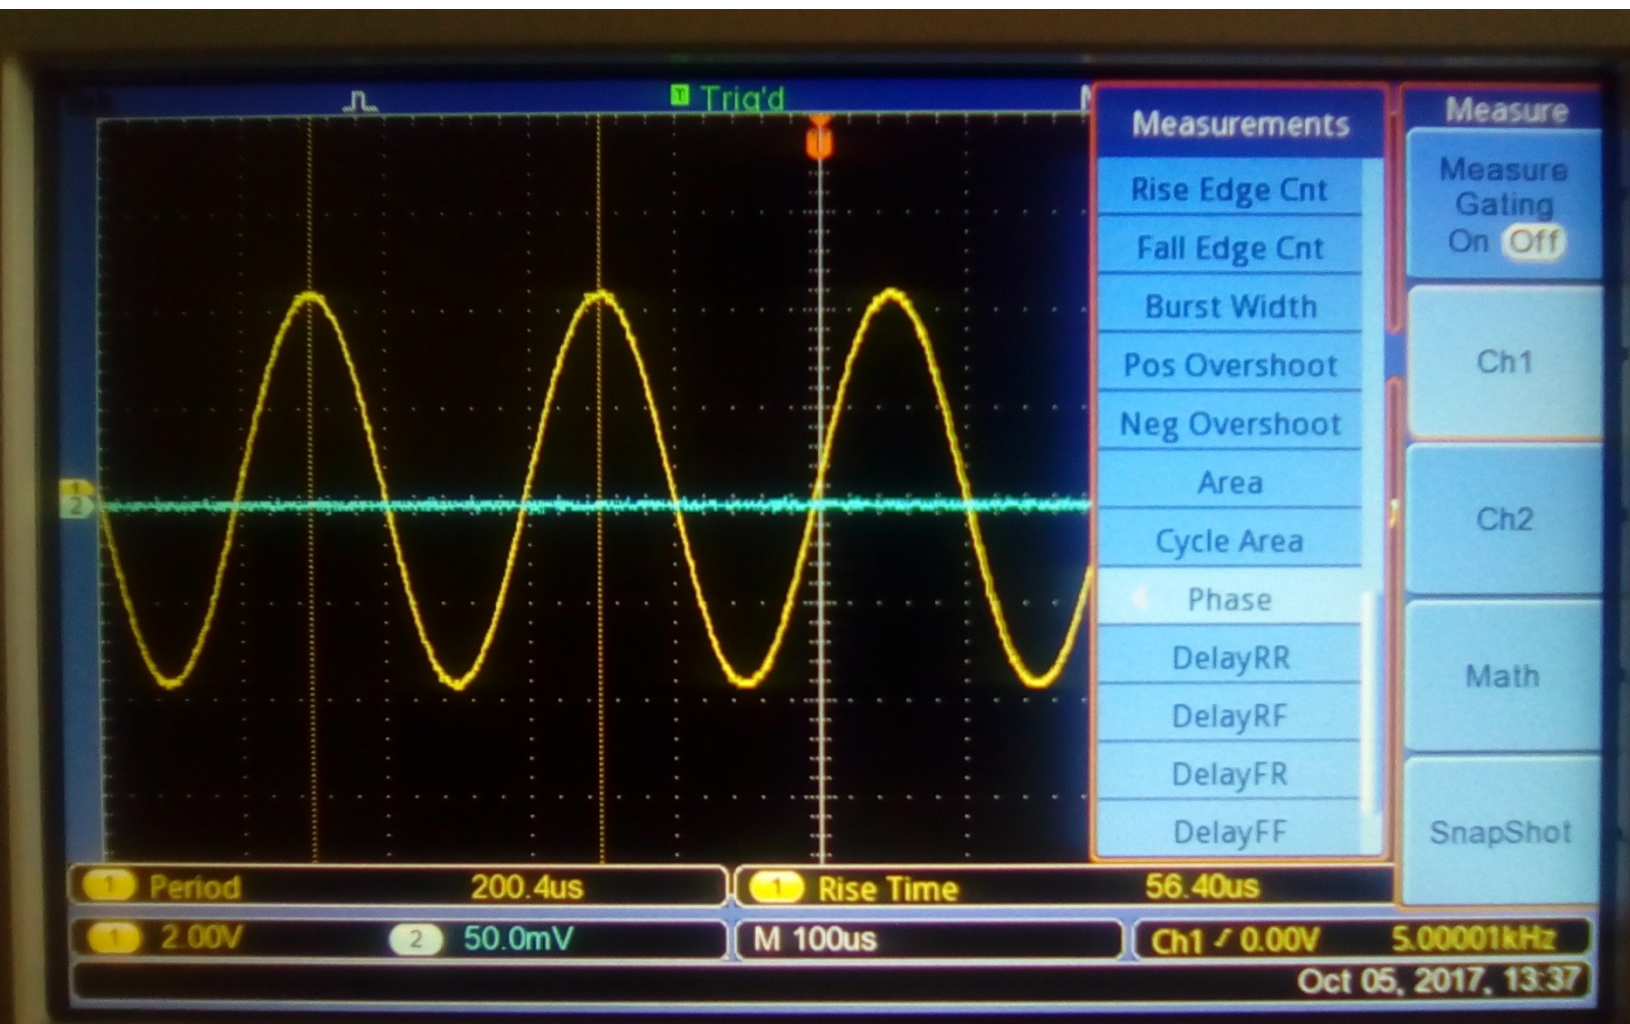 T Trig'd
M
Measurements
Rise Edge Cnt
Fall Edge Cnt
Burst Width
Pos Overshoot
Neg Overshoot
Area
Cycle Area
Phase
DelayRR
DelayRF
DelayFR
DelayFF
Measure
Measure
Gating
On Off
Ch1
Ch2
Math
SnapShot
1
2
1 Period 200.4us
1 Rise Time 56.40us
1 2.00V 2 50.0mV
M 100us
Ch1 0.00V 5.00001kHz
Oct 05, 2017, 13:37